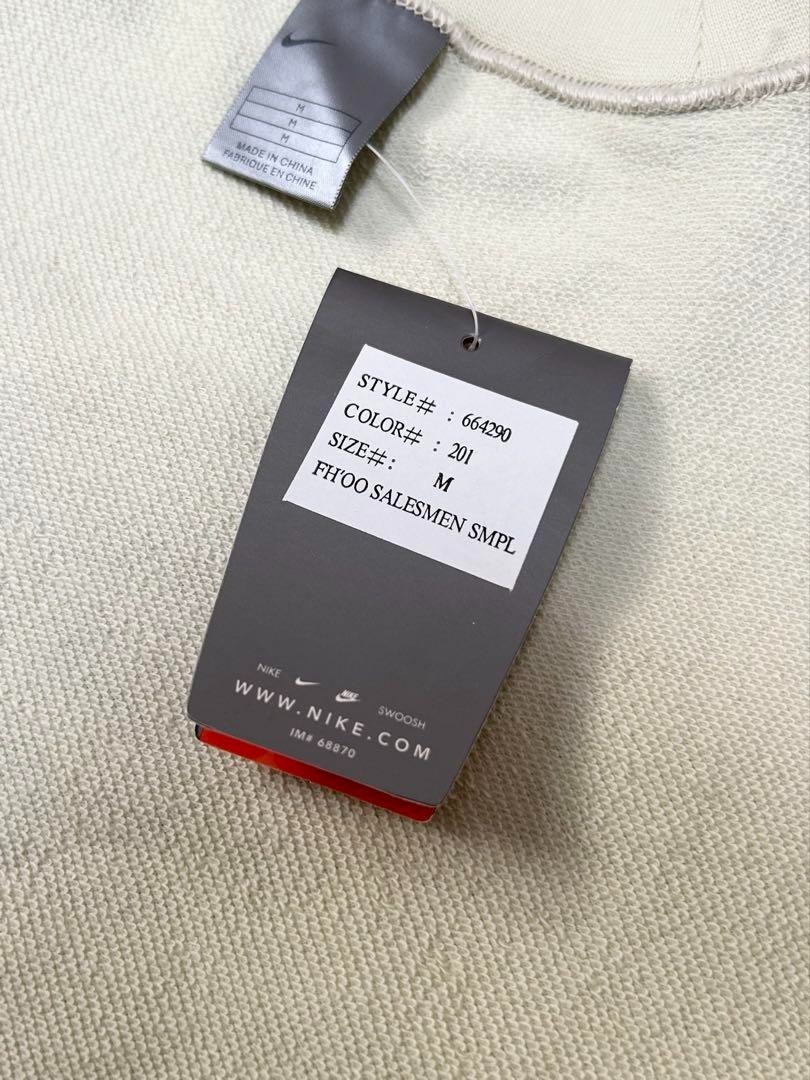 M
M
M
MADE IN CHINA
FABRIQUE EN CHINE
STYLE# : 664290
COLOR# : 201
SIZE#: M
FH'OO SALESMEN SMPL
NIKE NIKE SWOOSH
WWW.NIKE.COM
IM# 68870